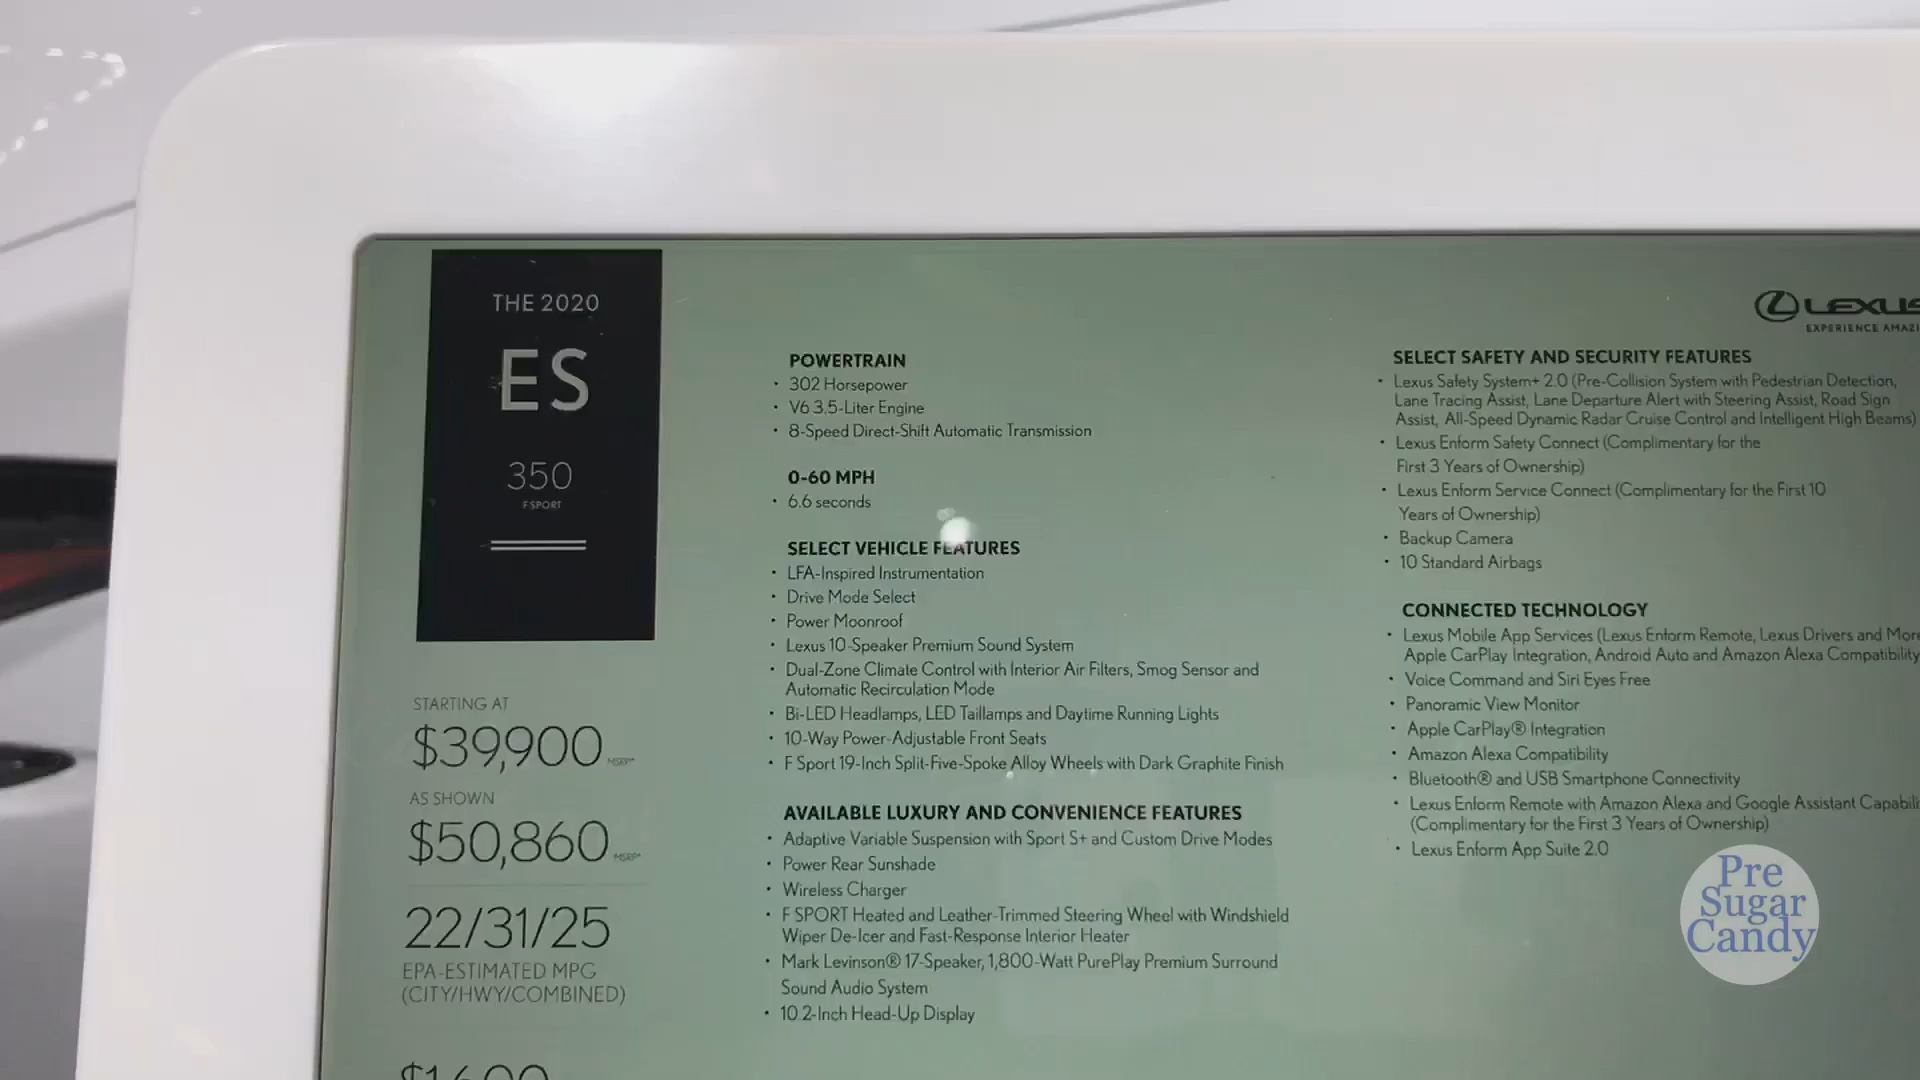 THE 2020
ES
350
F SPORT
STARTING AT
$39,900 MSRP*
AS SHOWN
$50,860 MSRP*
22/31/25
EPA-ESTIMATED MPG
(CITY/HWY/COMBINED)
POWERTRAIN
• 302 Horsepower
• V6 3.5-Liter Engine
• 8-Speed Direct-Shift Automatic Transmission
0-60 MPH
• 6.6 seconds
SELECT VEHICLE FEATURES
• LFA-Inspired Instrumentation
• Drive Mode Select
• Power Moonroof
• Lexus 10-Speaker Premium Sound System
• Dual-Zone Climate Control with Interior Air Filters, Smog Sensor and
Automatic Recirculation Mode
• Bi-LED Headlamps, LED Taillamps and Daytime Running Lights
• 10-Way Power-Adjustable Front Seats
• F Sport 19-Inch Split-Five-Spoke Alloy Wheels with Dark Graphite Finish
AVAILABLE LUXURY AND CONVENIENCE FEATURES
• Adaptive Variable Suspension with Sport S+ and Custom Drive Modes
• Power Rear Sunshade
• Wireless Charger
• F SPORT Heated and Leather-Trimmed Steering Wheel with Windshield
Wiper De-Icer and Fast-Response Interior Heater
• Mark Levinson® 17-Speaker, 1,800-Watt PurePlay Premium Surround
Sound Audio System
• 10.2-Inch Head-Up Display
LEXUS
EXPERIENCE AMAZI
SELECT SAFETY AND SECURITY FEATURES
• Lexus Safety System+ 2.0 (Pre-Collision System with Pedestrian Detection,
Lane Tracing Assist, Lane Departure Alert with Steering Assist, Road Sign
Assist, All-Speed Dynamic Radar Cruise Control and Intelligent High Beams)
• Lexus Enform Safety Connect (Complimentary for the
First 3 Years of Ownership)
• Lexus Enform Service Connect (Complimentary for the First 10
Years of Ownership)
• Backup Camera
• 10 Standard Airbags
CONNECTED TECHNOLOGY
• Lexus Mobile App Services (Lexus Enform Remote, Lexus Drivers and More
Apple CarPlay Integration, Android Auto and Amazon Alexa Compatibility
• Voice Command and Siri Eyes Free
• Panoramic View Monitor
• Apple CarPlay® Integration
• Amazon Alexa Compatibility
• Bluetooth® and USB Smartphone Connectivity
• Lexus Enform Remote with Amazon Alexa and Google Assistant Capabili
(Complimentary for the First 3 Years of Ownership)
• Lexus Enform App Suite 2.0
Pre
Sugar
Candy